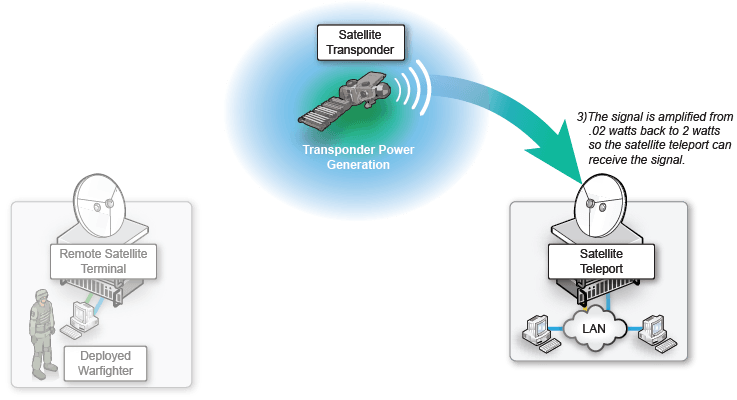 Satellite
Transponder
Transponder Power
Generation
3)The signal is amplified from
.02 watts back to 2 watts
so the satellite teleport can
receive the signal.
Remote Satellite
Terminal
Deployed
Warfighter
Satellite
Teleport
LAN